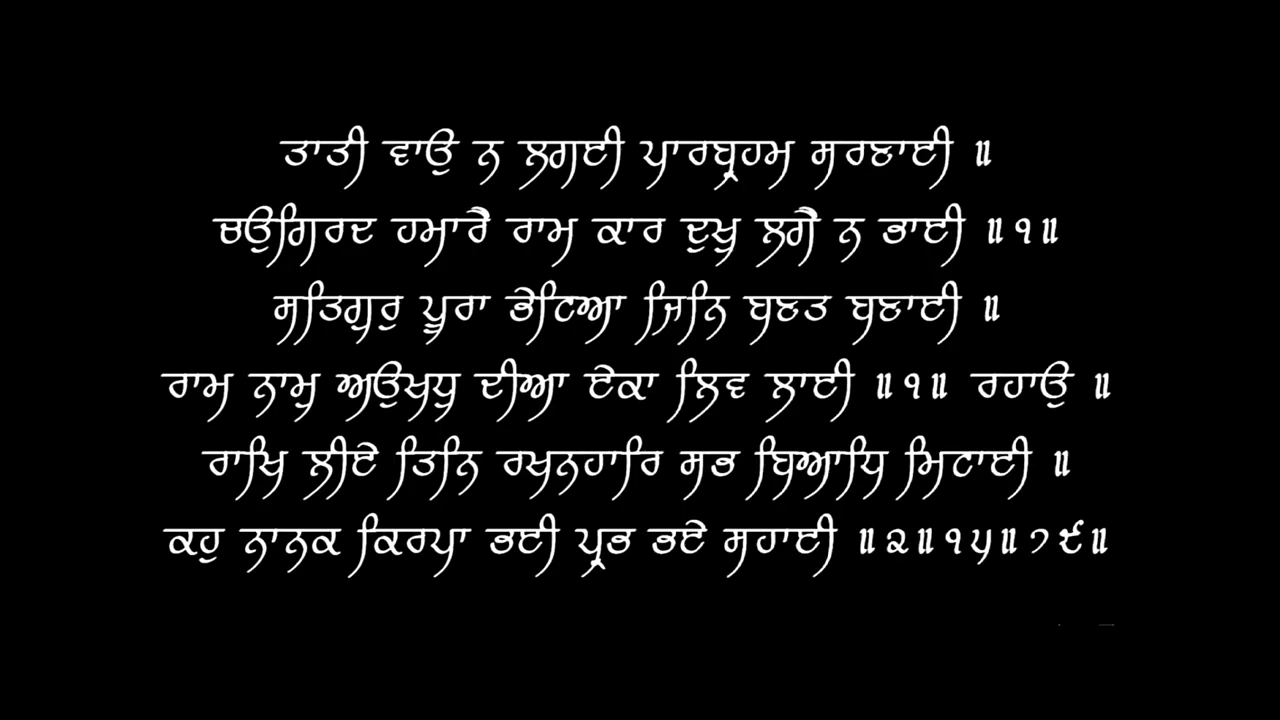 ਤਾਤੀ ਵਾਉ ਨ ਲਗਈ ਪਾਰਬ੍ਰਹਮ ਸਰਣਾਈ ॥
ਚਉਗਿਰਦ ਹਮਾਰੈ ਰਾਮ ਕਾਰ ਦੁਖੁ ਲਗੈ ਨ ਭਾਈ ॥੧॥
ਸਤਿਗੁਰੁ ਪੂਰਾ ਭੇਟਿਆ ਜਿਨਿ ਬਣਤ ਬਣਾਈ ॥
ਰਾਮ ਨਾਮੁ ਅਉਖਧੁ ਦੀਆ ਏਕਾ ਲਿਵ ਲਾਈ ॥੧॥ ਰਹਾਉ ॥
ਰਾਖਿ ਲੀਏ ਤਿਨਿ ਰਖਨਹਾਰਿ ਸਭ ਬਿਆਧਿ ਮਿਟਾਈ ॥
ਕਹੁ ਨਾਨਕ ਕਿਰਪਾ ਭਈ ਪ੍ਰਭ ਭਏ ਸਹਾਈ ॥੨॥੧੫॥੭੯॥